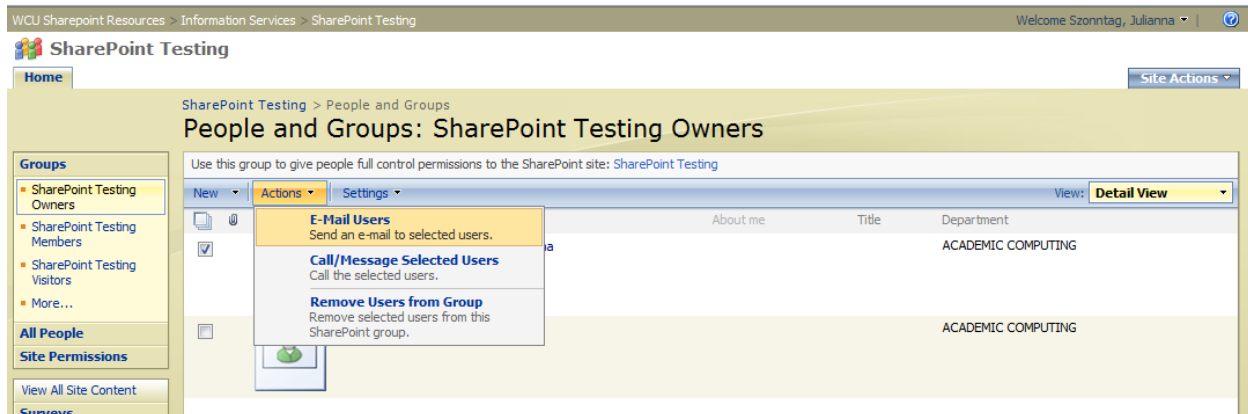 WCU Sharepoint Resources > Information Services > SharePoint Testing
Welcome Szonntag, Julianna
SharePoint Testing
Home
Site Actions
SharePoint Testing > People and Groups
People and Groups: SharePoint Testing Owners
Groups
SharePoint Testing
Owners
SharePoint Testing
Members
SharePoint Testing
Visitors
More...
All People
Site Permissions
View All Site Content
Surveys
Use this group to give people full control permissions to the SharePoint site: SharePoint Testing
New Actions Settings
View: Detail View
About me Title Department
E-Mail Users
Send an e-mail to selected users.
Call/Message Selected Users
Call the selected users.
Remove Users from Group
Remove selected users from this
SharePoint group.
ACADEMIC COMPUTING
ACADEMIC COMPUTING